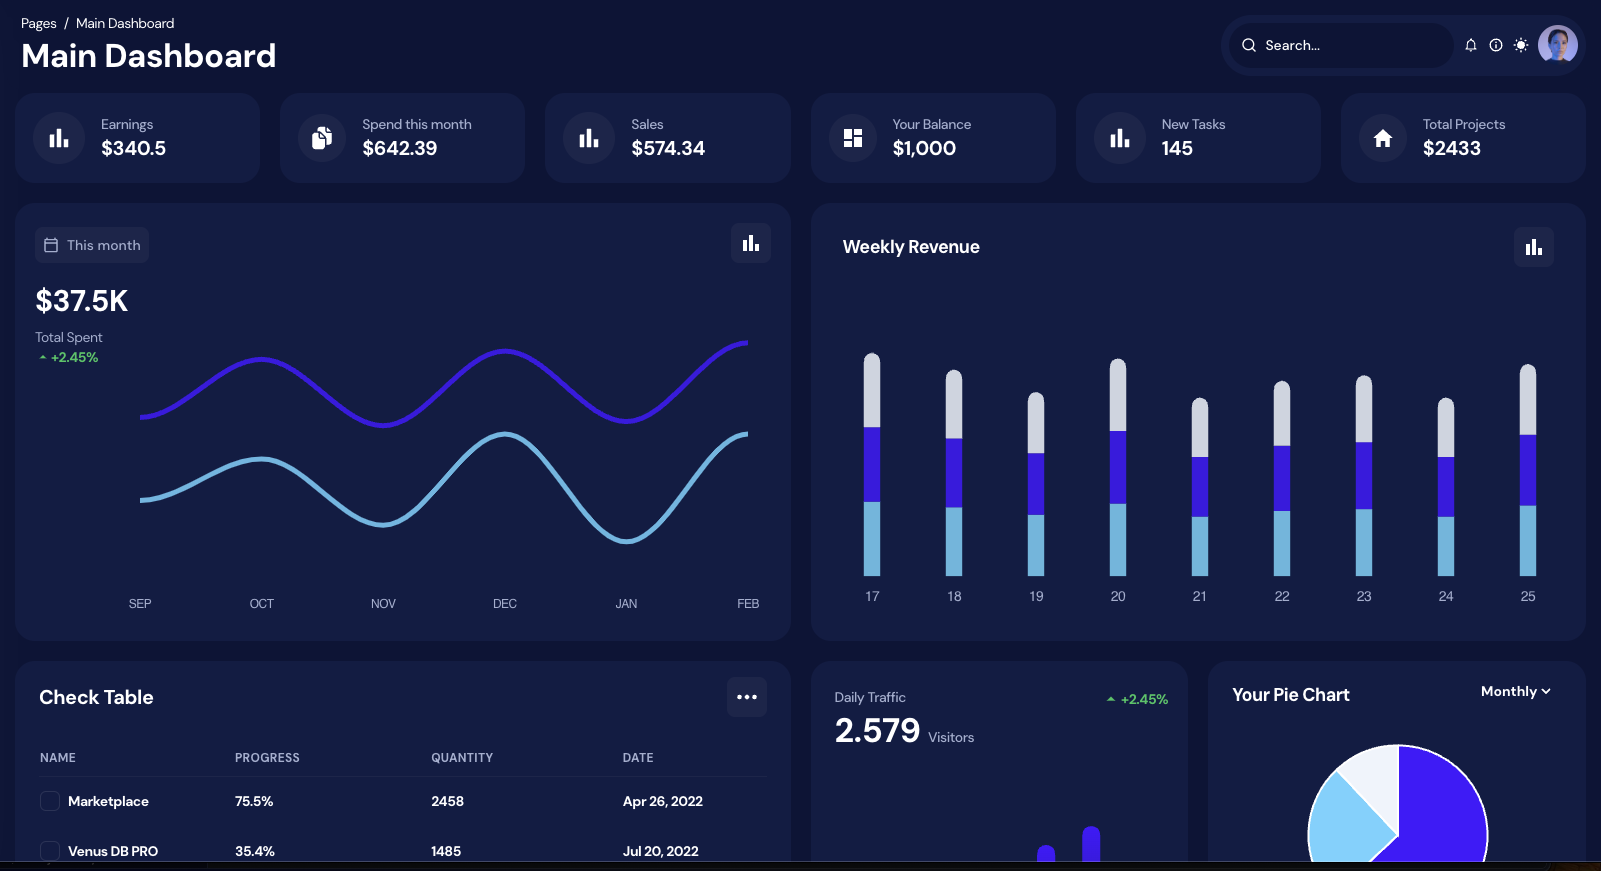 Pages / Main Dashboard
Main Dashboard
Search...
Earnings
$340.5
Spend this month
$642.39
Sales
$574.34
Your Balance
$1,000
New Tasks
145
Total Projects
$2433
This month
$37.5K
Total Spent
+2.45%
SEP OCT NOV DEC JAN FEB
Weekly Revenue
17 18 19 20 21 22 23 24 25
Check Table
NAME PROGRESS QUANTITY DATE
Marketplace 75.5% 2458 Apr 26, 2022
Venus DB PRO 35.4% 1485 Jul 20, 2022
Daily Traffic
+2.45%
2.579 Visitors
Your Pie Chart
Monthly